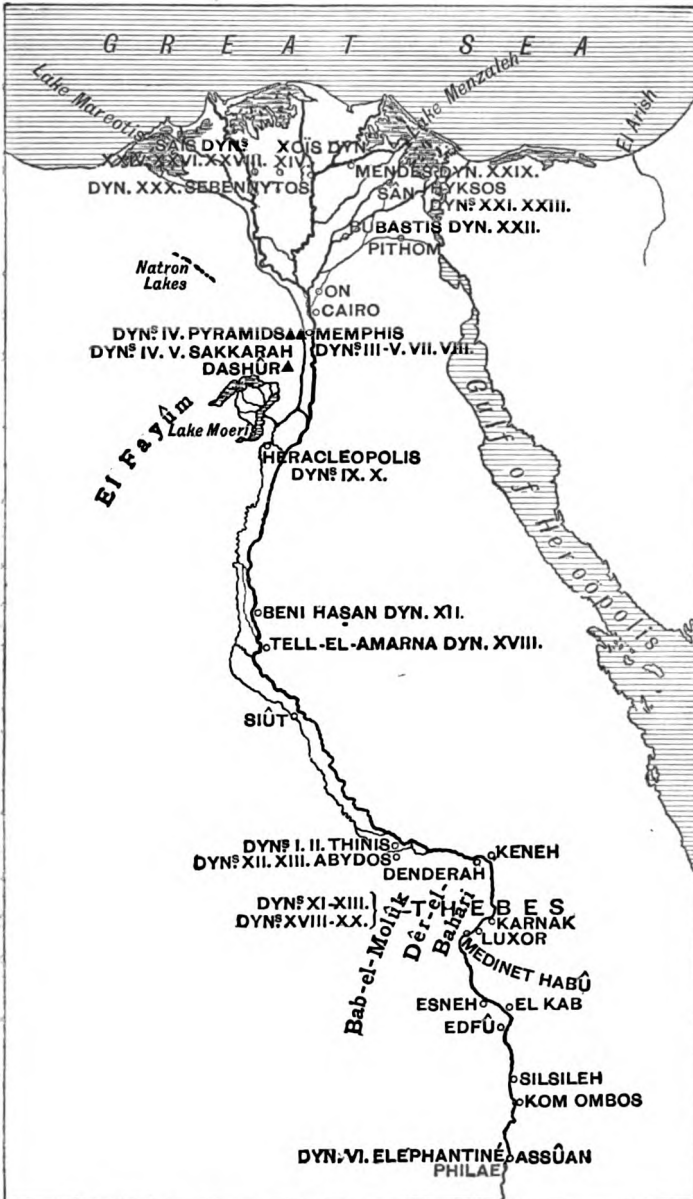 GREAT SEA
Lake Mareotis
Lake Menzaleh
El Arish
SAÏS DYNS. XOÏS DYN.
XXIV. XXVI. XXVIII. XIV.
MENDES DYN. XXIX.
DYN. XXX. SEBENNYTOS
SÂN HYKSOS
DYNS. XXI. XXIII.
BUBASTIS DYN. XXII.
PITHOM
Natron
Lakes
ON
CAIRO
DYNS. IV. PYRAMIDS MEMPHIS
DYNS. IV. V. SAKKARAH DYNS. III-V. VII. VIII.
DASHÛR
El Fayûm
Lake Moeri
Gulf of Heroöpolis
HERACLEOPOLIS
DYNS. IX. X.
BENI HASAN DYN. XII.
TELL-EL-AMARNA DYN. XVIII.
SIÛT
DYNS. I. II. THINIS
DYNS. XII. XIII. ABYDOS
KENEH
DENDERAH
DYNS. XI-XIII.
DYNS. XVIII-XX.
THEBES
Bab-el-Molûk
Dêr-el-
Bahari
KARNAK
LUXOR
MEDINET HABÛ
ESNEH EL KAB
EDFÛ
SILSILEH
KOM OMBOS
DYN. VI. ELEPHANTINÉ ASSÛAN
PHILAE